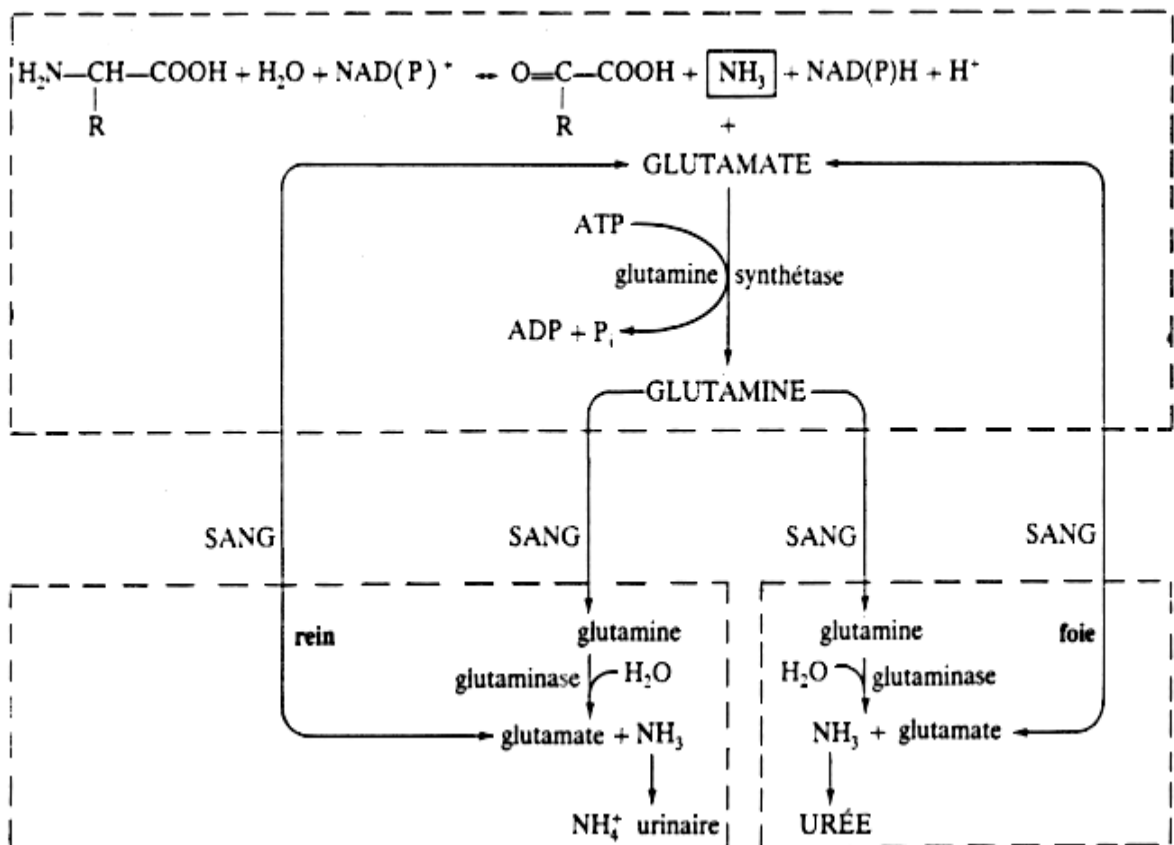 H₂N—CH—COOH + H₂O + NAD(P)⁺ ↔ O=C—COOH + NH₃ + NAD(P)H + H⁺
R R +
GLUTAMATE
ATP
glutamine synthétase
ADP + Pᵢ
GLUTAMINE
SANG SANG SANG SANG
rein glutamine glutamine foie
glutaminase H₂O H₂O glutaminase
glutamate + NH₃ NH₃ + glutamate
NH₄⁺ urinaire URÉE